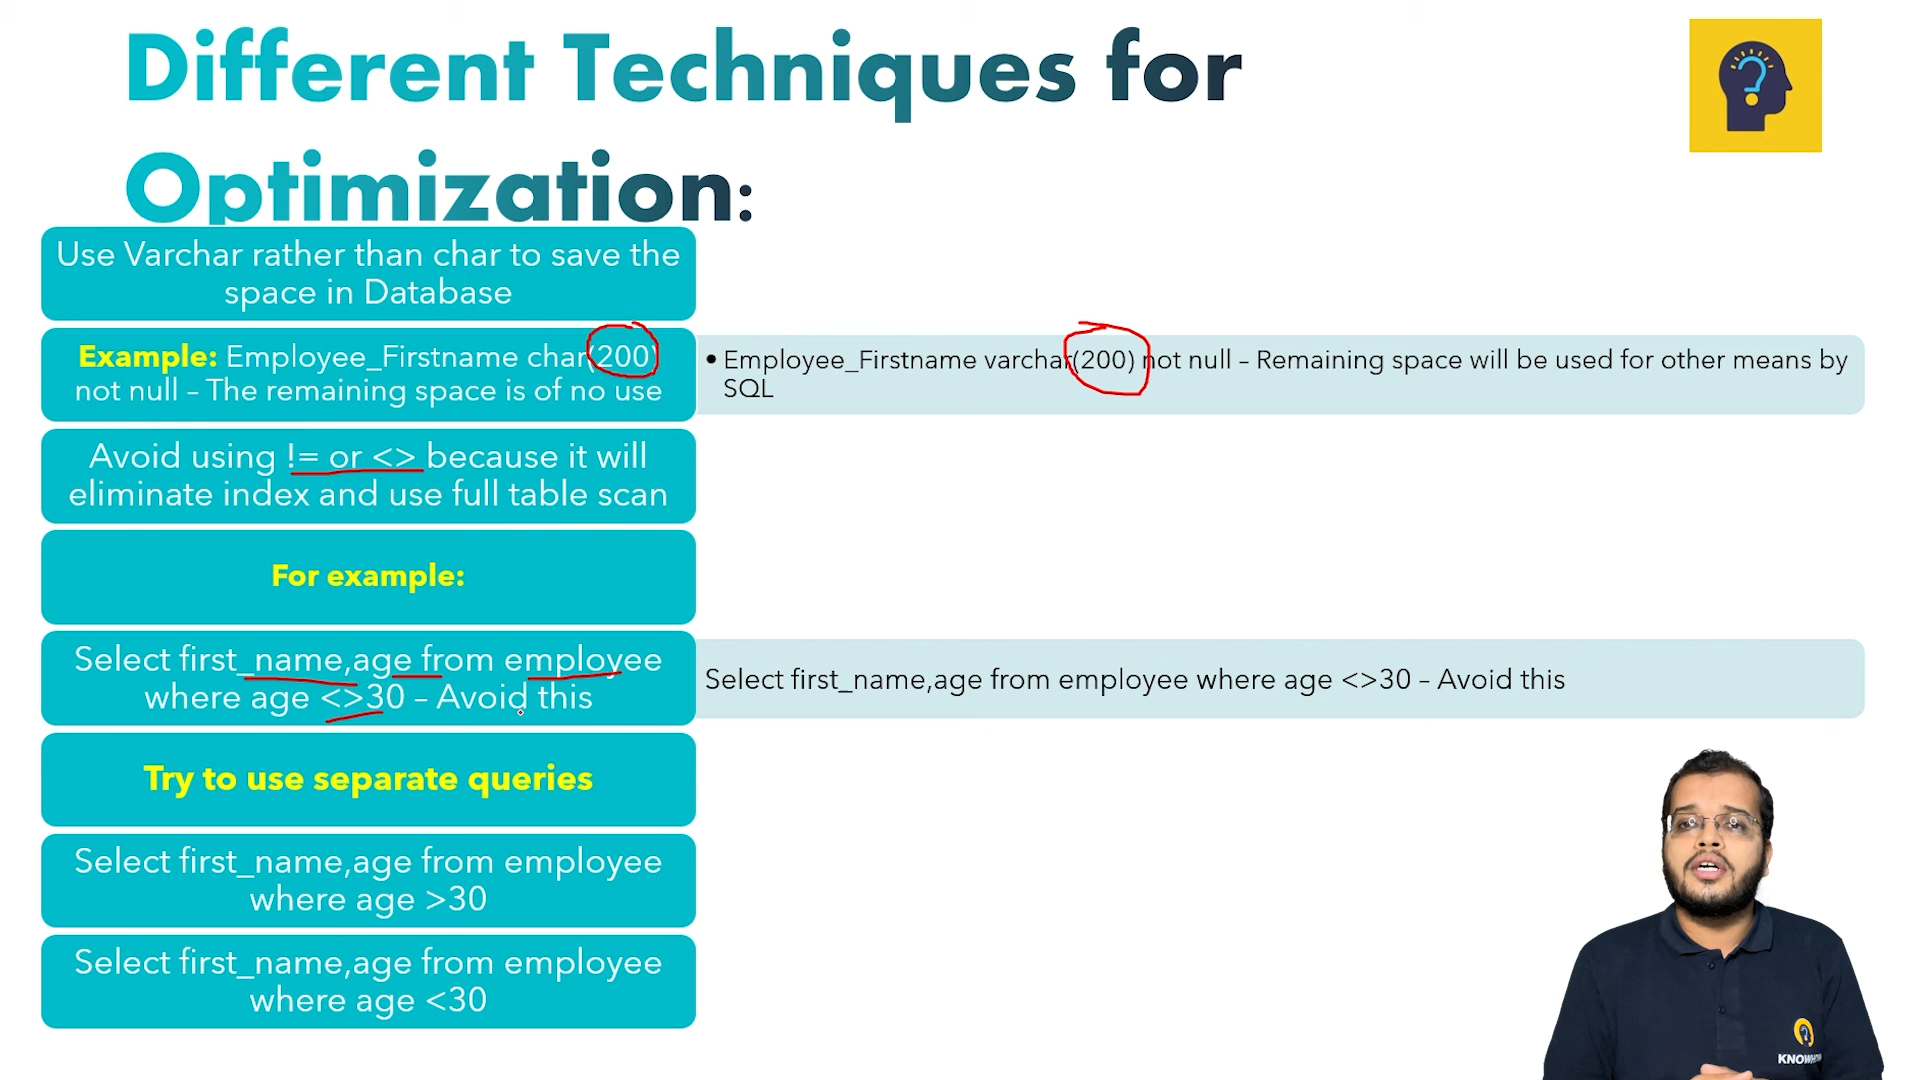 Different Techniques for
Optimization:
Use Varchar rather than char to save the
space in Database
Example: Employee_Firstname char(200)
not null – The remaining space is of no use
• Employee_Firstname varchar(200) not null – Remaining space will be used for other means by
SQL
Avoid using != or <> because it will
eliminate index and use full table scan
For example:
Select first_name,age from employee
where age <>30 – Avoid this
Select first_name,age from employee where age <>30 – Avoid this
Try to use separate queries
Select first_name,age from employee
where age >30
Select first_name,age from employee
where age <30